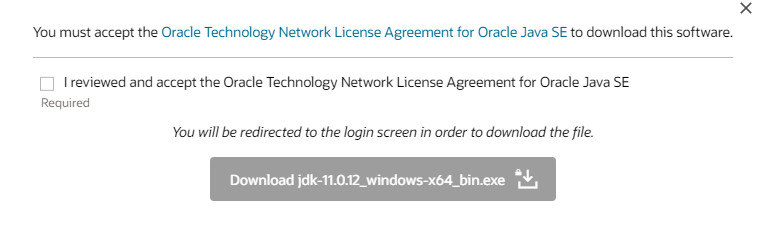 You must accept the Oracle Technology Network License Agreement for Oracle Java SE to download this software.
I reviewed and accept the Oracle Technology Network License Agreement for Oracle Java SE
Required
You will be redirected to the login screen in order to download the file.
Download jdk-11.0.12_windows-x64_bin.exe